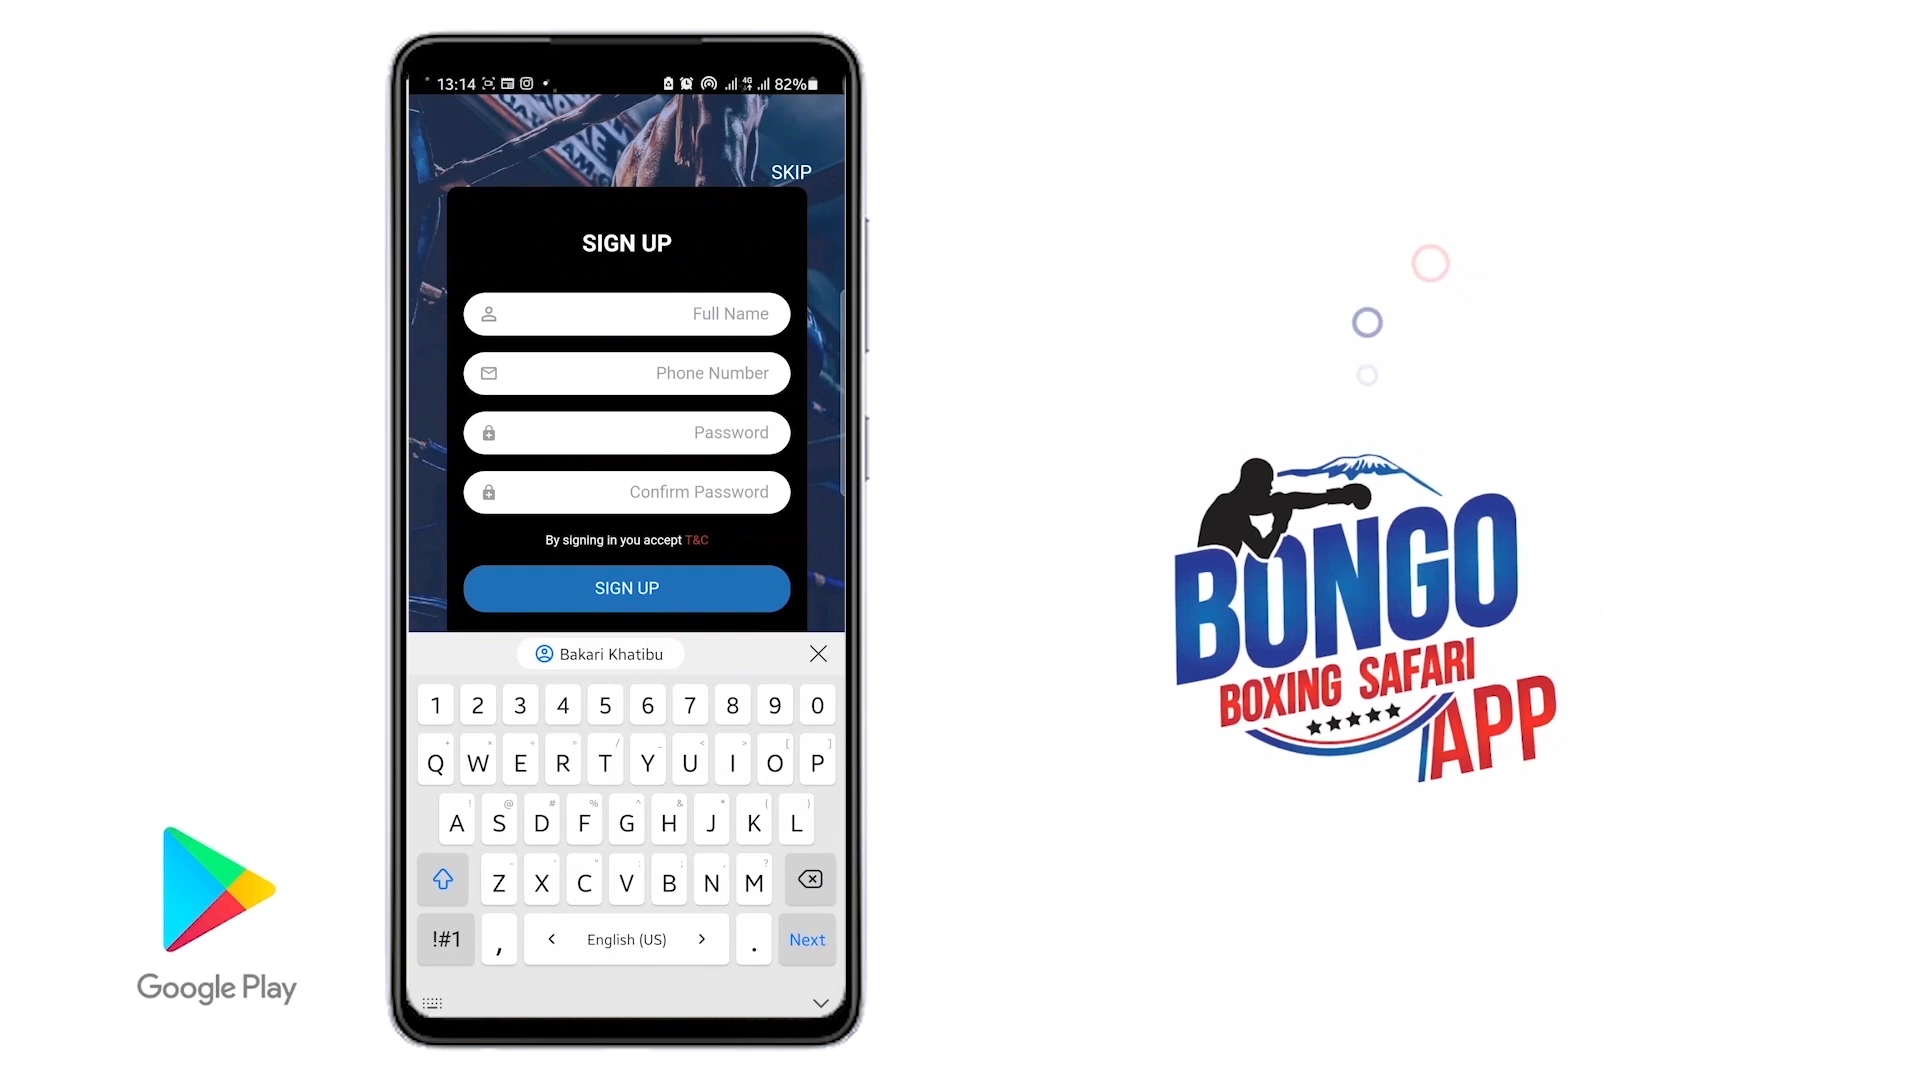 13:14
4G
82%
SKIP
SIGN UP
Full Name
Phone Number
Password
Confirm Password
By signing in you accept T&C
SIGN UP
Bakari Khatibu
1 2 3 4 5 6 7 8 9 0
Q W E R T Y U I O P
A S D F G H J K L
Z X C V B N M
!#1 , < English (US) > . Next
Google Play
BONGO
BOXING SAFARI
APP